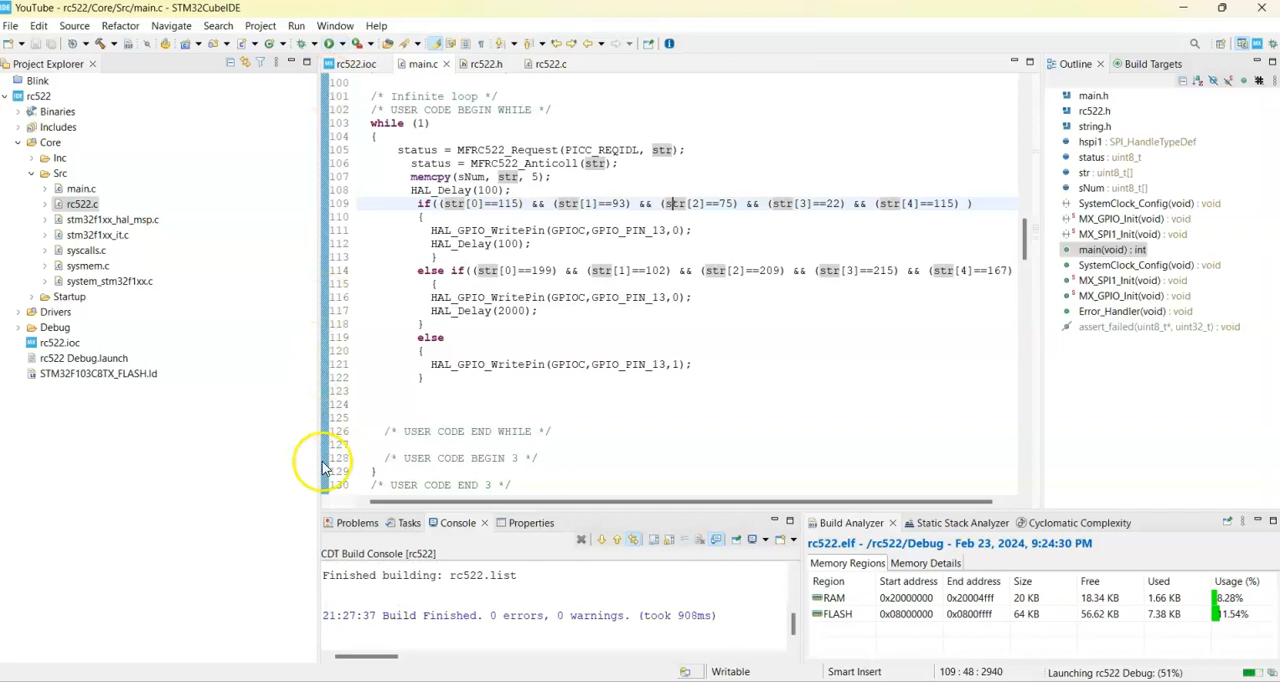 YouTube - rc522/Core/Src/main.c - STM32CubeIDE
File Edit Source Refactor Navigate Search Project Run Window Help
Project Explorer
Blink
rc522
Binaries
Includes
Core
Inc
Src
main.c
rc522.c
stm32f1xx_hal_msp.c
stm32f1xx_it.c
syscalls.c
sysmem.c
system_stm32f1xx.c
Startup
Drivers
Debug
rc522.ioc
rc522 Debug.launch
STM32F103C8TX_FLASH.ld
rc522.ioc main.c rc522.h rc522.c
100
101 /* Infinite loop */
102 /* USER CODE BEGIN WHILE */
103 while (1)
104 {
105 status = MFRC522_Request(PICC_REQIDL, str);
106 status = MFRC522_Anticoll(str);
107 memcpy(sNum, str, 5);
108 HAL_Delay(100);
109 if((str[0]==115) && (str[1]==93) && (str[2]==75) && (str[3]==22) && (str[4]==115) )
110 {
111 HAL_GPIO_WritePin(GPIOC,GPIO_PIN_13,0);
112 HAL_Delay(100);
113 }
114 else if((str[0]==199) && (str[1]==102) && (str[2]==209) && (str[3]==215) && (str[4]==167)
115 {
116 HAL_GPIO_WritePin(GPIOC,GPIO_PIN_13,0);
117 HAL_Delay(2000);
118 }
119 else
120 {
121 HAL_GPIO_WritePin(GPIOC,GPIO_PIN_13,1);
122 }
123
124
125
126 /* USER CODE END WHILE */
127
128 /* USER CODE BEGIN 3 */
129 }
130 /* USER CODE END 3 */
Outline Build Targets
main.h
rc522.h
string.h
hspi1 : SPI_HandleTypeDef
status : uint8_t
str : uint8_t[]
sNum : uint8_t[]
SystemClock_Config(void) : void
MX_GPIO_Init(void) : void
MX_SPI1_Init(void) : void
main(void) : int
SystemClock_Config(void) : void
MX_SPI1_Init(void) : void
MX_GPIO_Init(void) : void
Error_Handler(void) : void
assert_failed(uint8_t*, uint32_t) : void
Problems Tasks Console Properties
CDT Build Console [rc522]
Finished building: rc522.list
21:27:37 Build Finished. 0 errors, 0 warnings. (took 908ms)
Build Analyzer Static Stack Analyzer Cyclomatic Complexity
rc522.elf - /rc522/Debug - Feb 23, 2024, 9:24:30 PM
Memory Regions Memory Details
Region Start address End address Size Free Used Usage (%)
RAM 0x20000000 0x20004fff 20 KB 18.34 KB 1.66 KB 8.28%
FLASH 0x08000000 0x0800ffff 64 KB 56.62 KB 7.38 KB 11.54%
Writable Smart Insert 109 : 48 : 2940 Launching rc522 Debug: (51%)